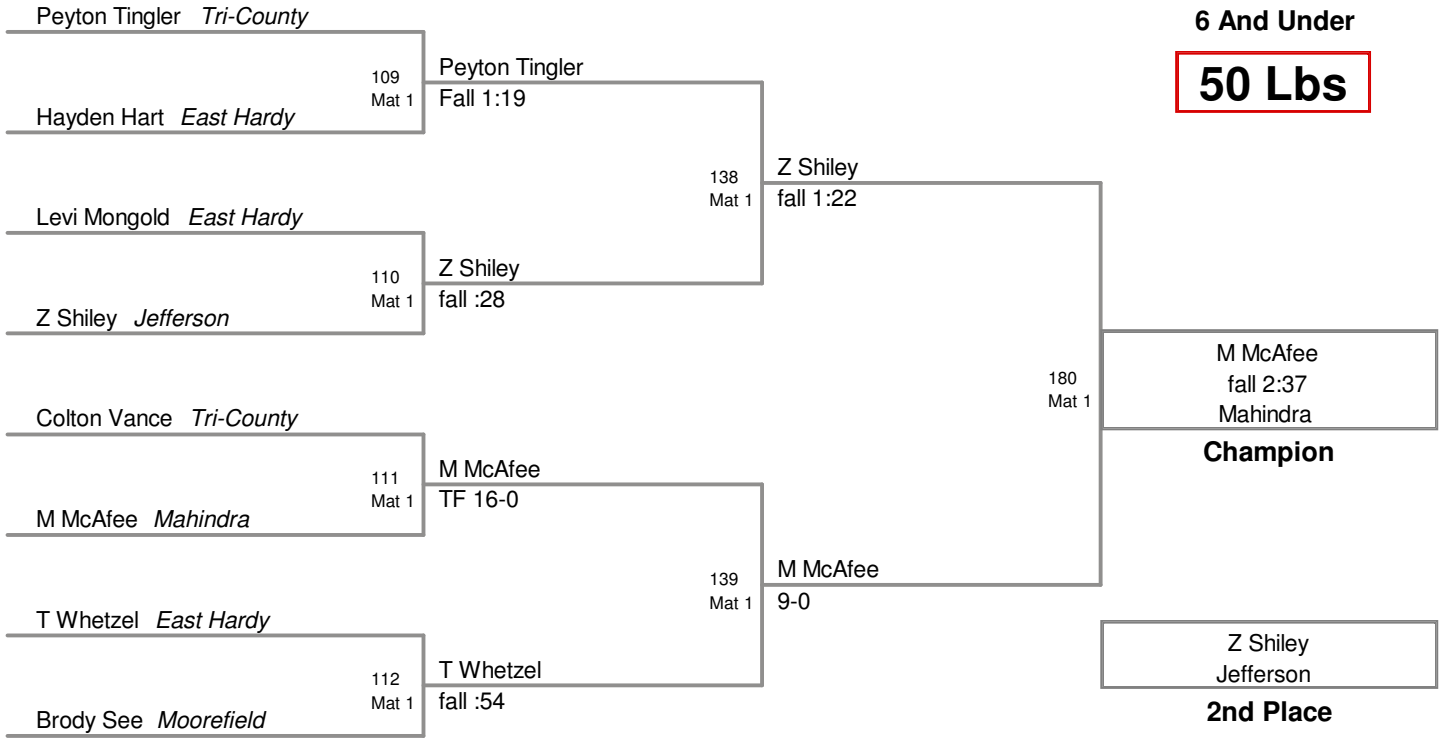 Peyton Tingler Tri-County
6 And Under
50 Lbs
109
Mat 1
Peyton Tingler
Fall 1:19
Hayden Hart East Hardy
138
Mat 1
Z Shiley
fall 1:22
Levi Mongold East Hardy
110
Mat 1
Z Shiley
fall :28
Z Shiley Jefferson
180
Mat 1
M McAfee
fall 2:37
Mahindra
Champion
Colton Vance Tri-County
111
Mat 1
M McAfee
TF 16-0
M McAfee Mahindra
139
Mat 1
M McAfee
9-0
T Whetzel East Hardy
112
Mat 1
T Whetzel
fall :54
Brody See Moorefield
Z Shiley
Jefferson
2nd Place